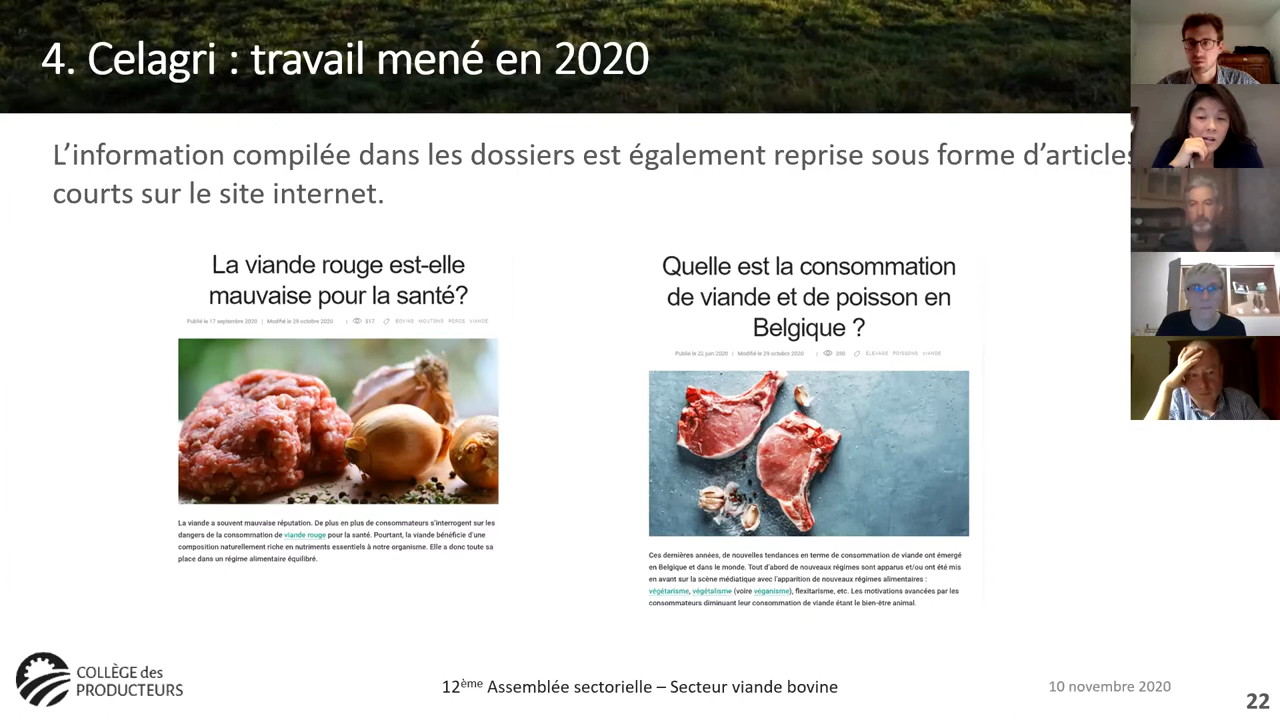 4. Celagri : travail mené en 2020
L’information compilée dans les dossiers est également reprise sous forme d’articles
courts sur le site internet.
La viande rouge est-elle
mauvaise pour la santé?
Publié le 17 septembre 2020 | Modifié le 29 octobre 2020 | 317 BOVINS MOUTONS PORCS VIANDE
La viande a souvent mauvaise réputation. De plus en plus de consommateurs s’interrogent sur les
dangers de la consommation de viande rouge pour la santé. Pourtant, la viande bénéficie d’une
composition naturellement riche en nutriments essentiels à notre organisme. Elle a donc toute sa
place dans un régime alimentaire équilibré.
Quelle est la consommation
de viande et de poisson en
Belgique ?
Publié le 22 juin 2020 | Modifié le 29 octobre 2020 | 350 ÉLEVAGE POISSONS VIANDE
Ces dernières années, de nouvelles tendances en terme de consommation de viande ont émergé
en Belgique et dans le monde. Tout d’abord de nouveaux régimes sont apparus et/ou ont été mis
en avant sur la scène médiatique avec l’apparition de nouveaux régimes alimentaires :
végétarisme, végétalisme (voire véganisme), flexitarisme, etc. Les motivations avancées par les
consommateurs diminuant leur consommation de viande étant le bien-être animal.
COLLÈGE des
PRODUCTEURS
12ème Assemblée sectorielle – Secteur viande bovine
10 novembre 2020
22